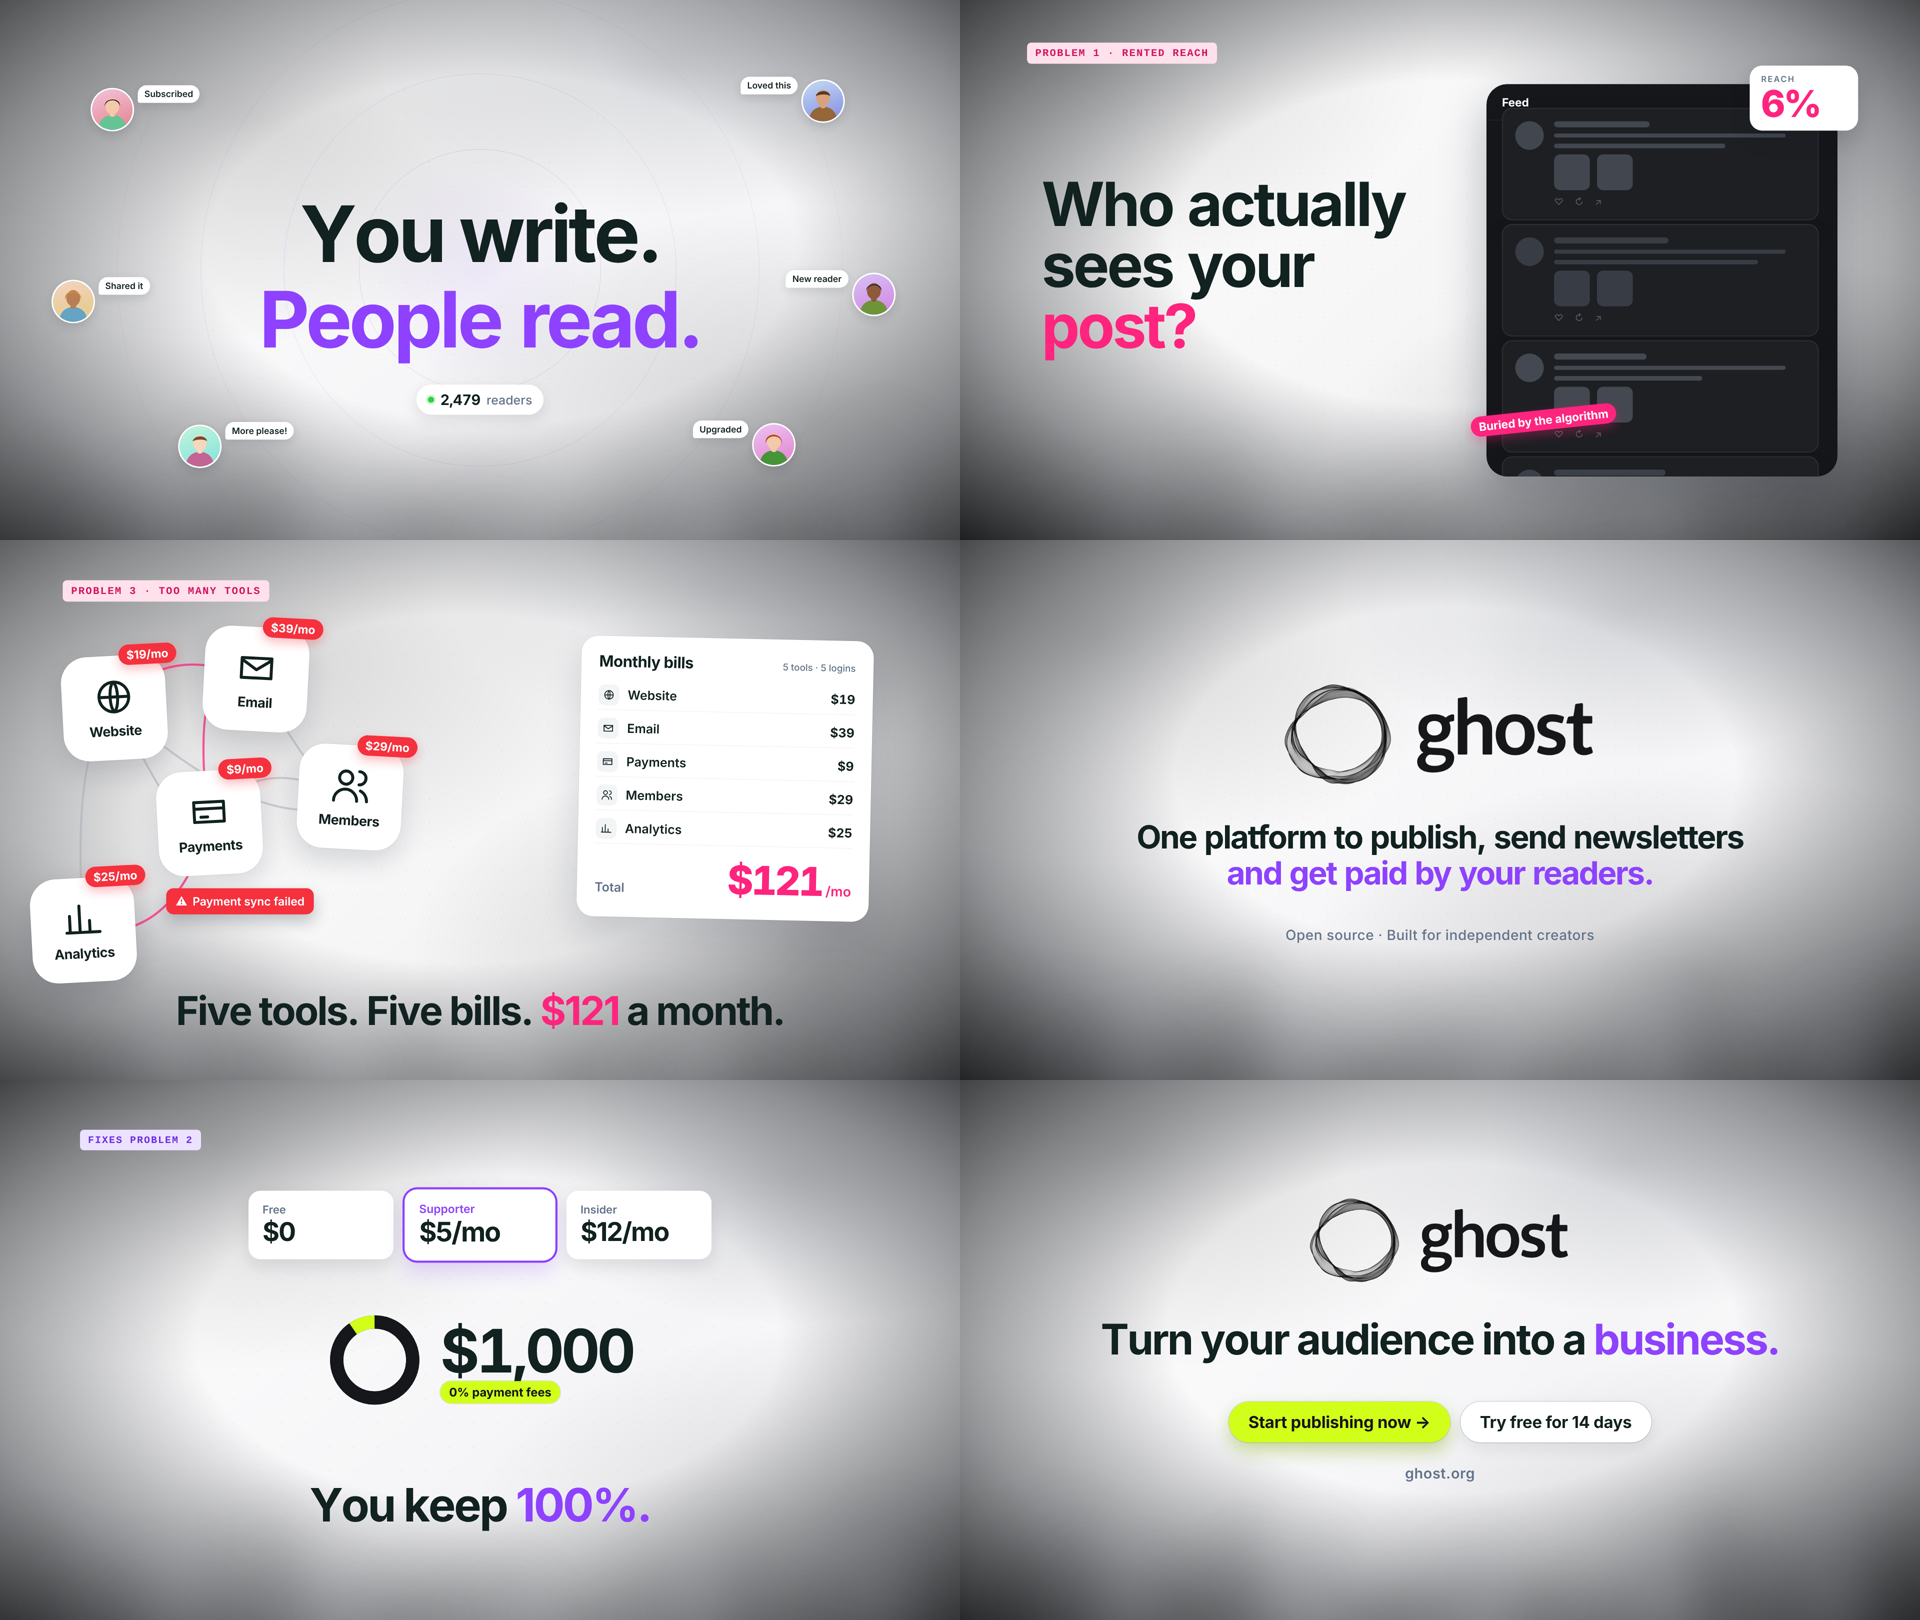 Subscribed
Loved this
You write.
Shared it
New reader
People read.
2,479 readers
More please!
Upgraded
PROBLEM 1 · RENTED REACH
REACH
6%
Feed
Who actually
sees your
post?
Buried by the algorithm
PROBLEM 3 · TOO MANY TOOLS
$19/mo
Website
$39/mo
Email
$9/mo
Payments
$29/mo
Members
$25/mo
Analytics
Payment sync failed
Monthly bills
5 tools · 5 logins
Website $19
Email $39
Payments $9
Members $29
Analytics $25
Total $121 /mo
Five tools. Five bills. $121 a month.
ghost
One platform to publish, send newsletters
and get paid by your readers.
Open source · Built for independent creators
FIXES PROBLEM 2
Free
$0
Supporter
$5/mo
Insider
$12/mo
$1,000
0% payment fees
You keep 100%.
ghost
Turn your audience into a business.
Start publishing now →
Try free for 14 days
ghost.org